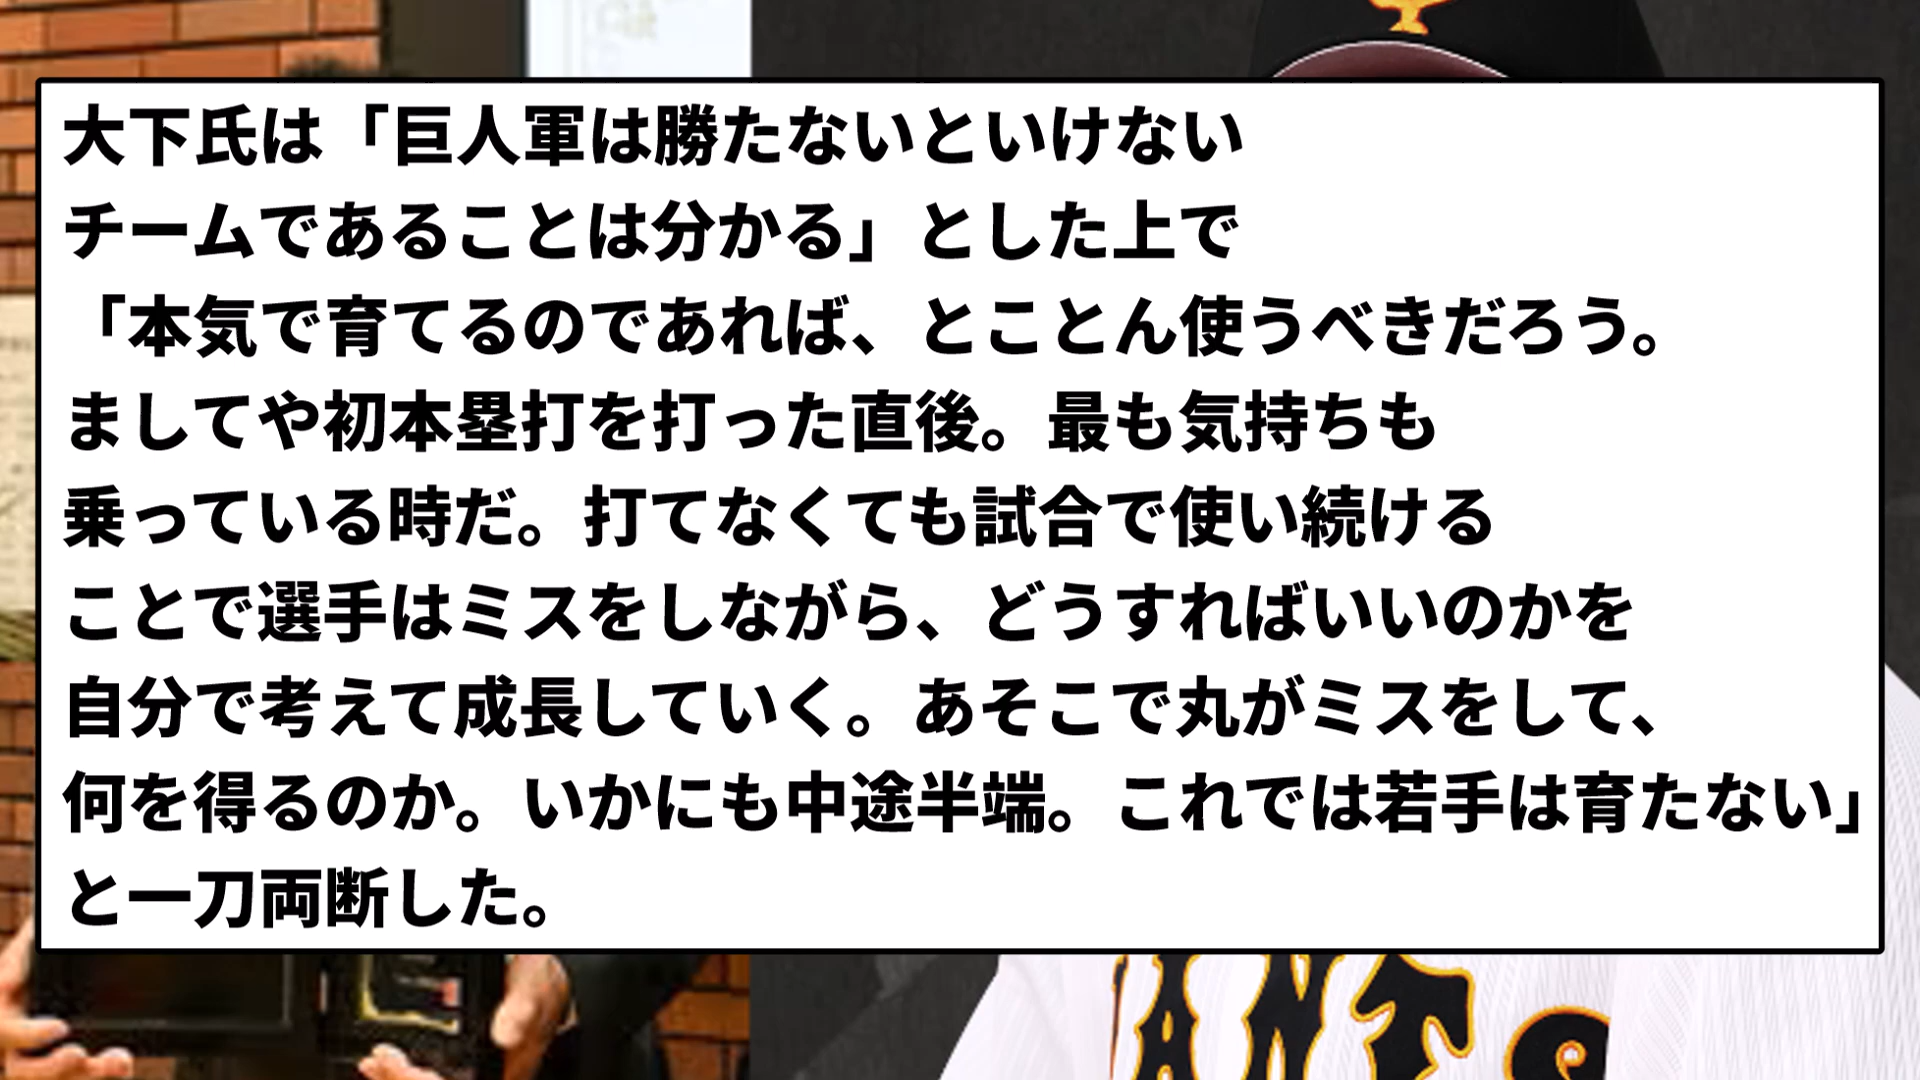 大下氏は「巨人軍は勝たないといけない
チームであることは分かる」とした上で
「本気で育てるのであれば、とことん使うべきだろう。
ましてや初本塁打を打った直後。最も気持ちも
乗っている時だ。打てなくても試合で使い続ける
ことで選手はミスをしながら、どうすればいいのかを
自分で考えて成長していく。あそこで丸がミスをして、
何を得るのか。いかにも中途半端。これでは若手は育たない」
と一刀両断した。